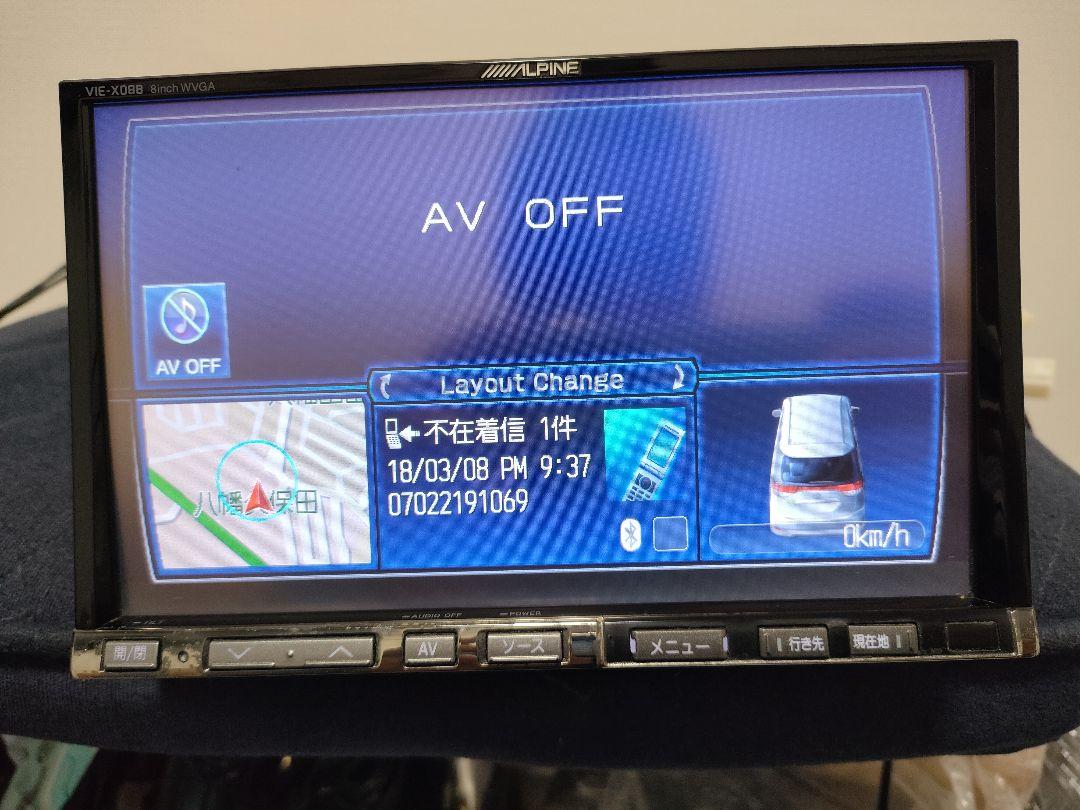 ALPINE
VIE-X088 8inch WVGA
AV OFF
AV OFF
Layout Change
不在着信 1件
18/03/08 PM 9:37
07022191069
八幡
保田
0km/h
AUDIO OFF
POWER
開/閉
AV
ソース
メニュー
行き先
現在地